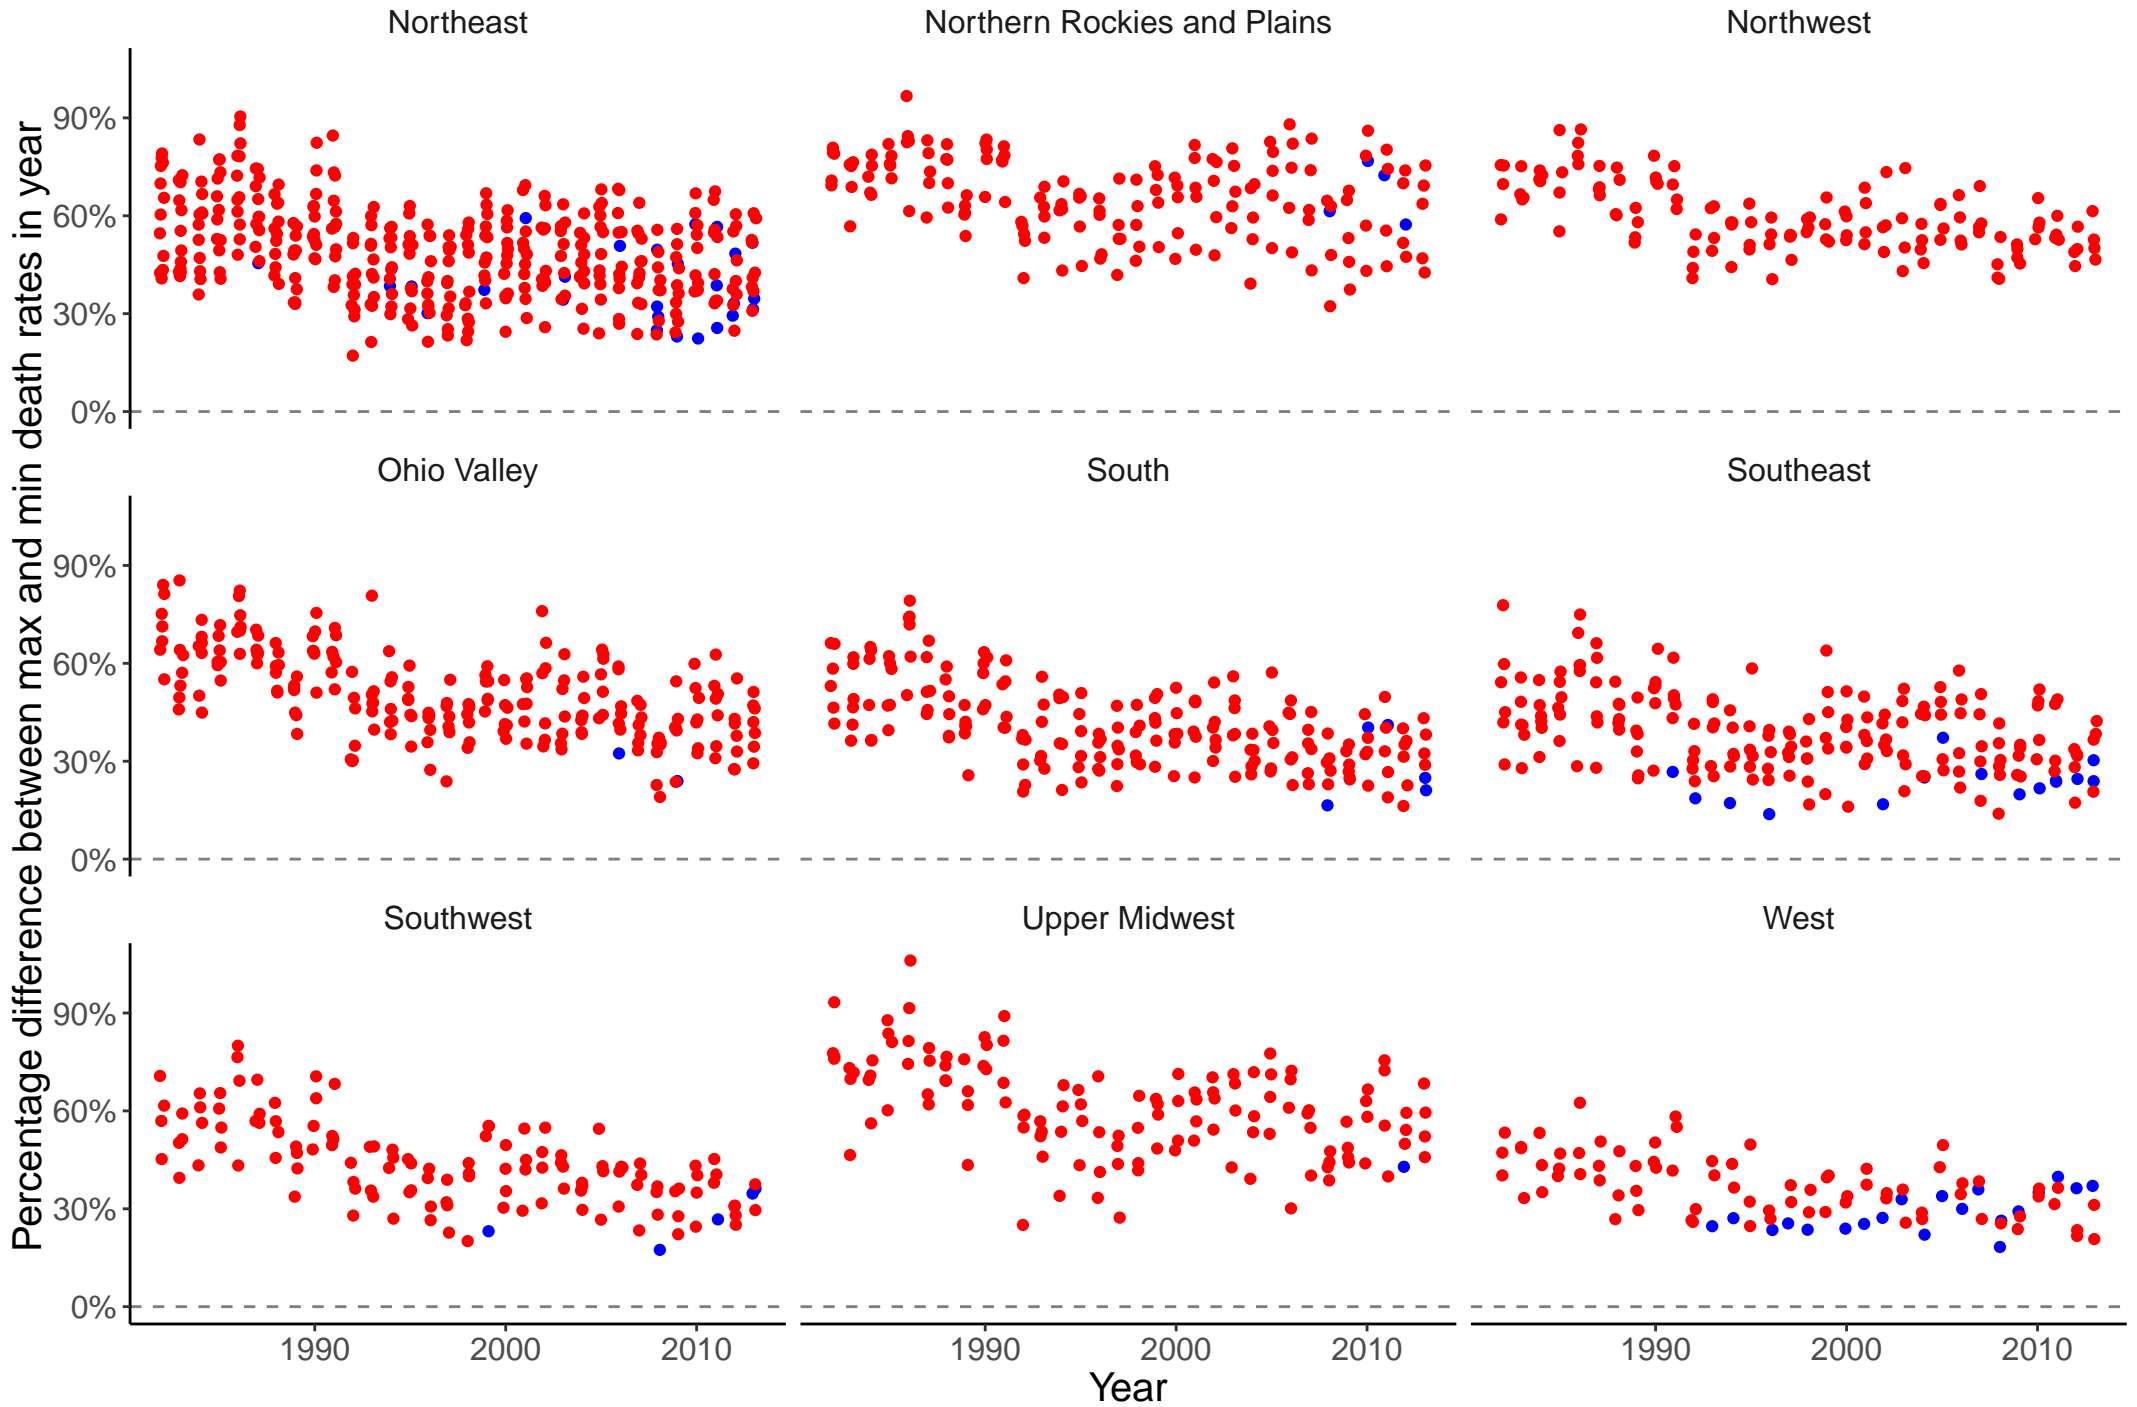 Northeast
Northern Rockies and Plains
Northwest
90%
60%
30%
0%
Ohio Valley
South
Southeast
90%
60%
30%
0%
Southwest
Upper Midwest
West
90%
60%
30%
0%
1990
2000
2010
1990
2000
2010
1990
2000
2010
Year
Percentage difference between max and min death rates in year